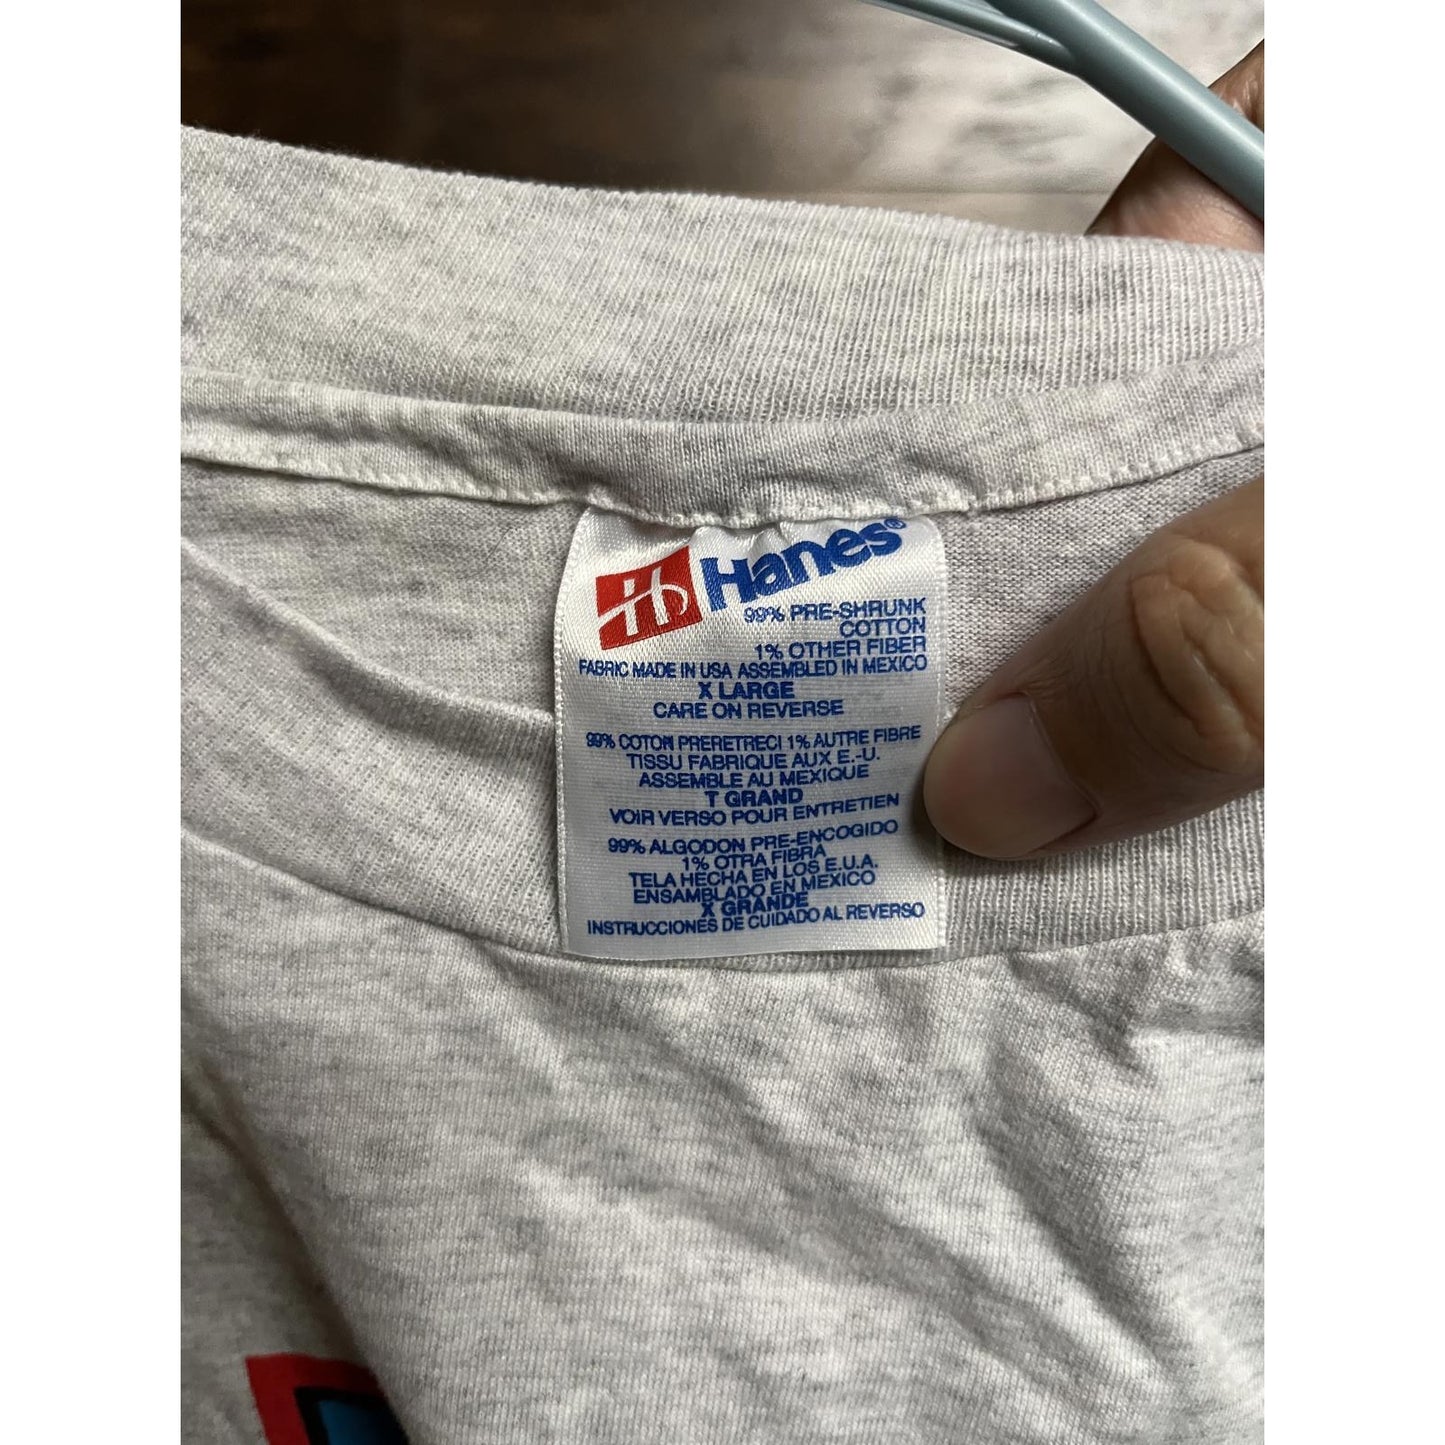 H Hanes®
99% PRE-SHRUNK
COTTON
1% OTHER FIBER
FABRIC MADE IN USA ASSEMBLED IN MEXICO
X LARGE
CARE ON REVERSE
99% COTON PRERETRECI 1% AUTRE FIBRE
TISSU FABRIQUE AUX E.-U.
ASSEMBLE AU MEXIQUE
T GRAND
VOIR VERSO POUR ENTRETIEN
99% ALGODON PRE-ENCOGIDO
1% OTRA FIBRA
TELA HECHA EN LOS E.U.A.
ENSAMBLADO EN MEXICO
X GRANDE
INSTRUCCIONES DE CUIDADO AL REVERSO